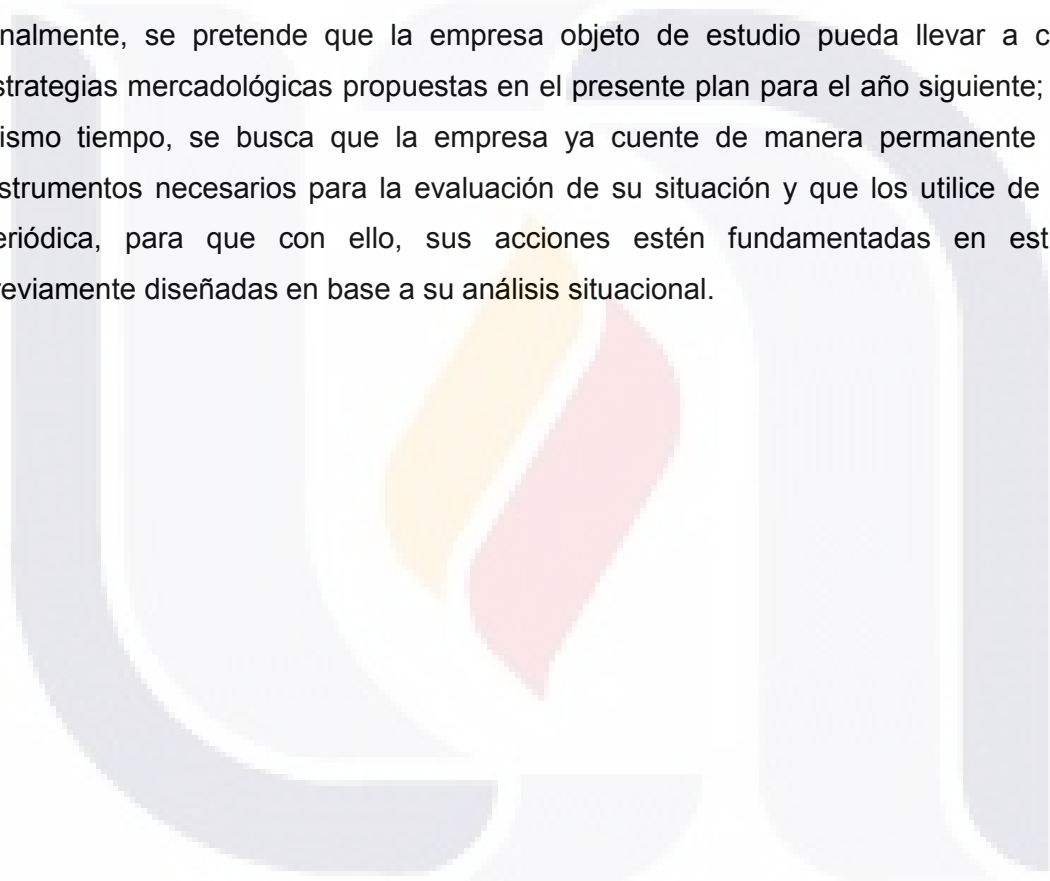 nalmente, se pretende que la empresa objeto de estudio pueda llevar a c
strategias mercadológicas propuestas en el presente plan para el año siguiente;
ismo tiempo, se busca que la empresa ya cuente de manera permanente
strumentos necesarios para la evaluación de su situación y que los utilice de
eriódica, para que con ello, sus acciones estén fundamentadas en est
reviamente diseñadas en base a su análisis situacional.